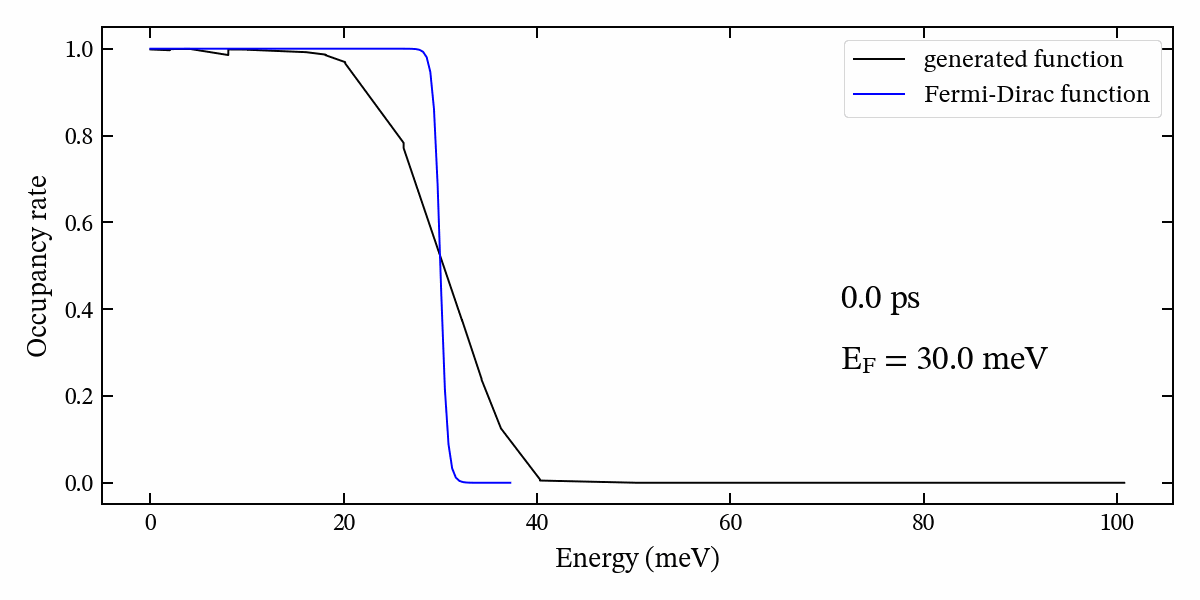 1.0
0.8
0.6
0.4
0.2
0.0
Occupancy rate
generated function
Fermi-Dirac function
0.0 ps
E_F = 30.0 meV
0 20 40 60 80 100
Energy (meV)